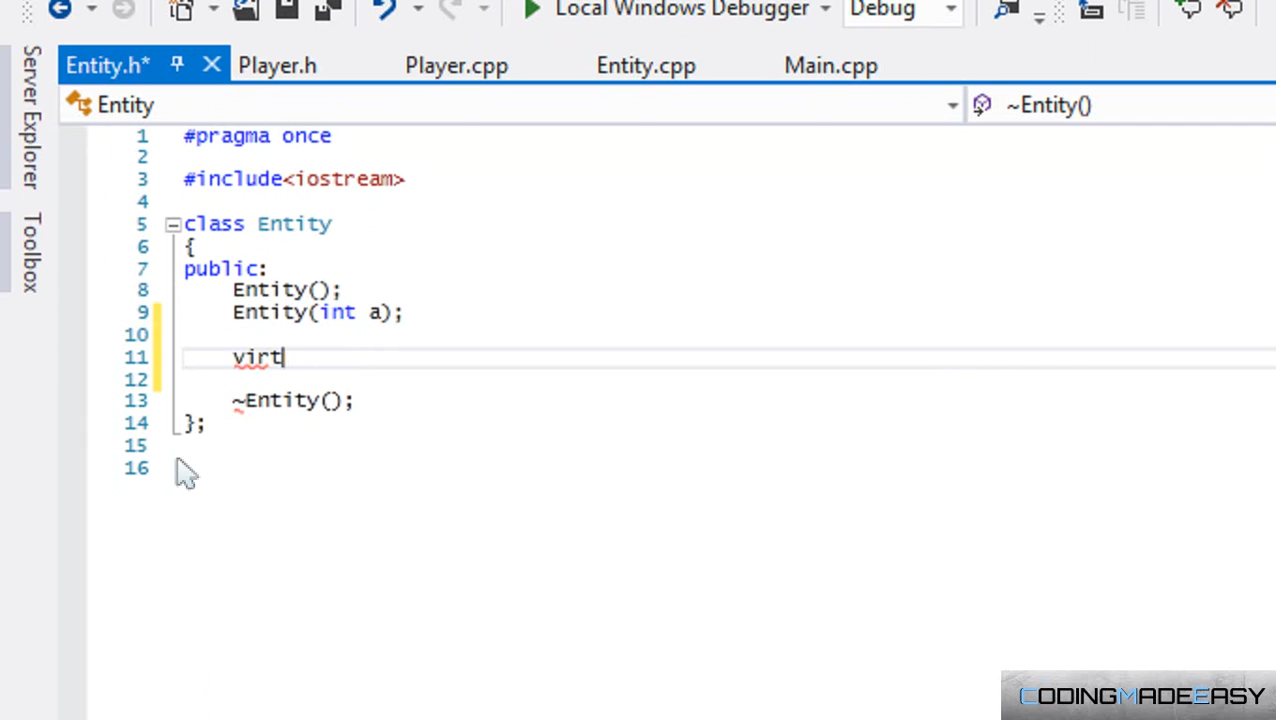 Local Windows Debugger Debug
Server Explorer
Toolbox
Entity.h* Player.h Player.cpp Entity.cpp Main.cpp
Entity ~Entity()
1 #pragma once
2
3 #include<iostream>
4
5 class Entity
6 {
7 public:
8 Entity();
9 Entity(int a);
10
11 virt
12
13 ~Entity();
14 };
15
16
CODINGMADEEASY